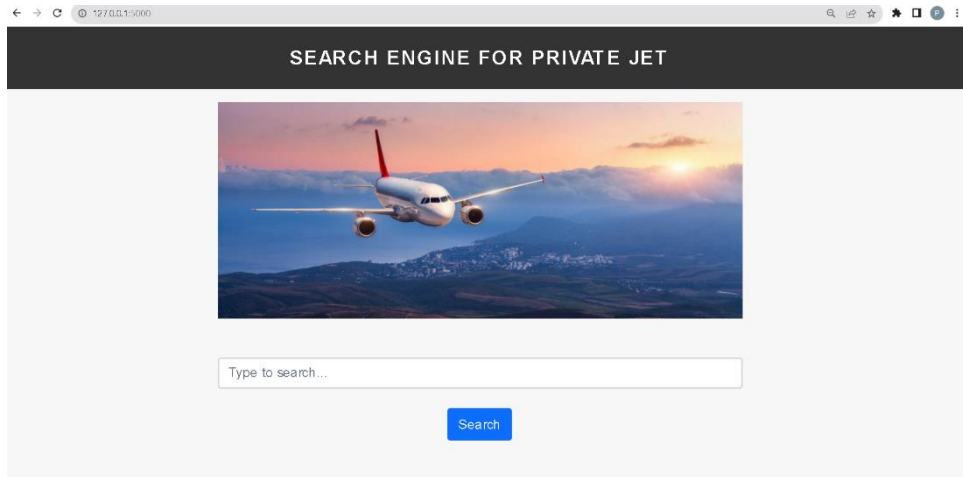 127.0.0.1:5000
P
SEARCH ENGINE FOR PRIVATE JET
Type to search...
Search